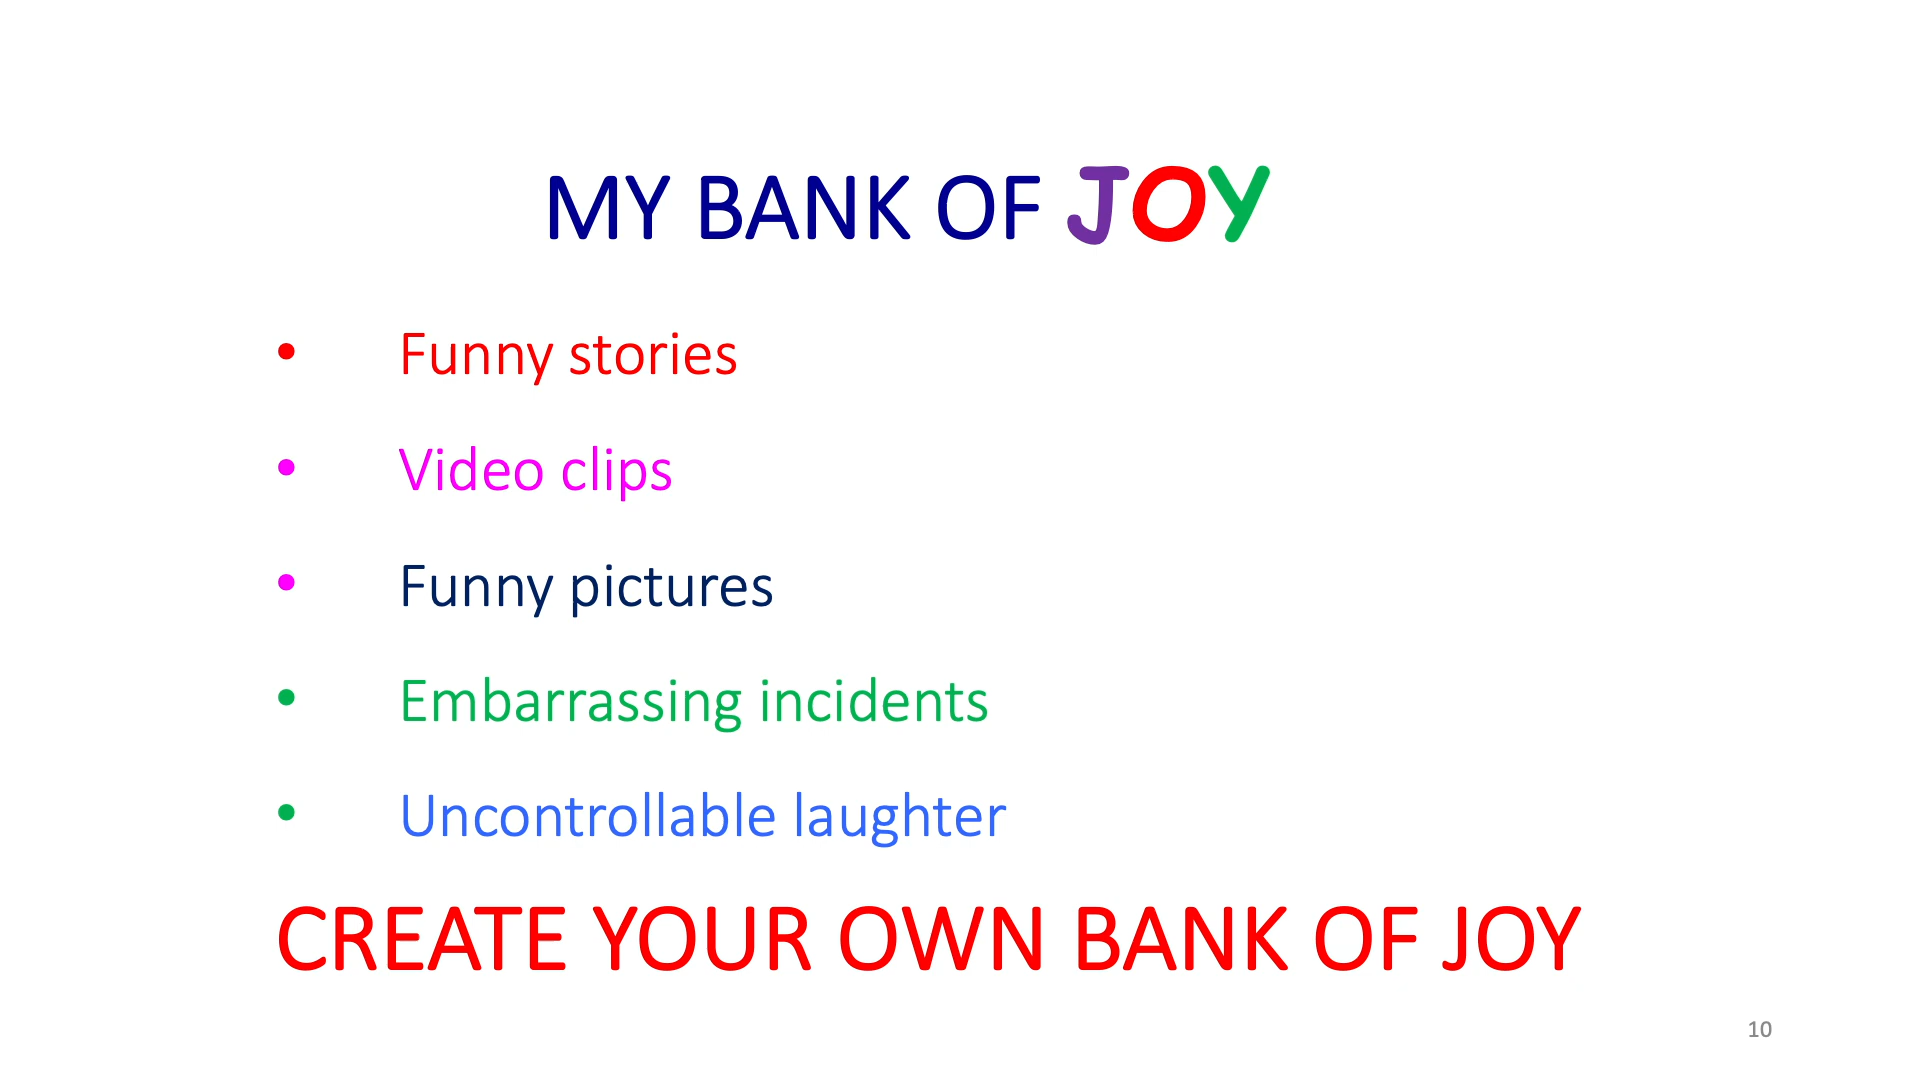 MY BANK OF JOY
• Funny stories
• Video clips
• Funny pictures
• Embarrassing incidents
• Uncontrollable laughter
CREATE YOUR OWN BANK OF JOY
10